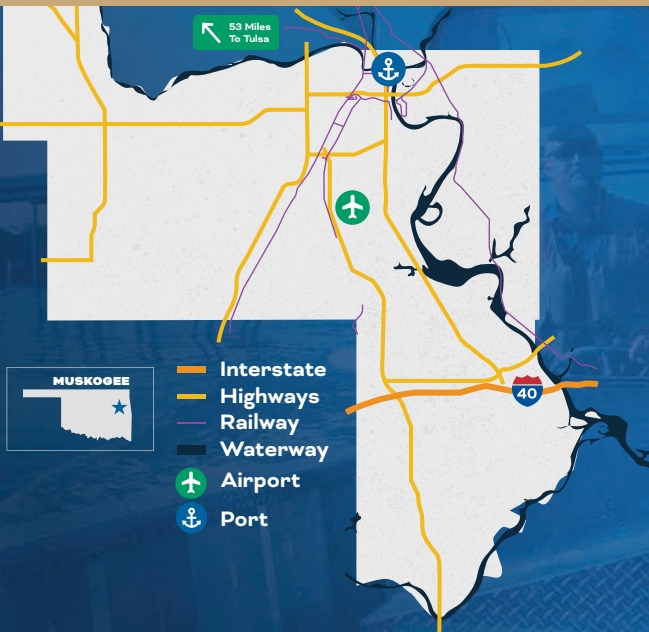 53 Miles
To Tulsa
MUSKOGEE
Interstate
Highways
Railway
Waterway
Airport
Port
40